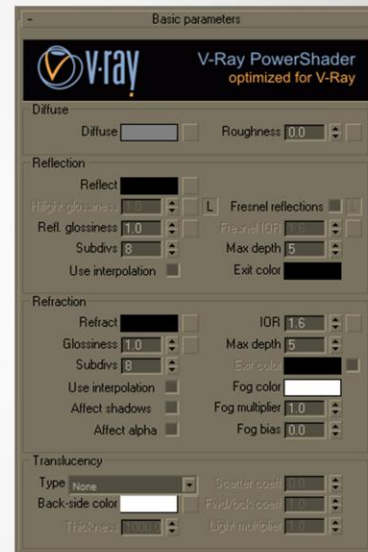 - Basic parameters
v·ray V-Ray PowerShader
optimized for V-Ray
Diffuse
Diffuse Roughness 0.0
Reflection
Reflect
Hilight glossiness 1.0 L Fresnel reflections L
Refl. glossiness 1.0 Fresnel IOR 1.6
Subdivs 8 Max depth 5
Use interpolation Exit color
Refraction
Refract IOR 1.6
Glossiness 1.0 Max depth 5
Subdivs 8 Exit color
Use interpolation Fog color
Affect shadows Fog multiplier 1.0
Affect alpha Fog bias 0.0
Translucency
Type None Scatter coeff 0.0
Back-side color Fwd/bck coeff 1.0
Thickness 1000.0 Light multiplier 1.0